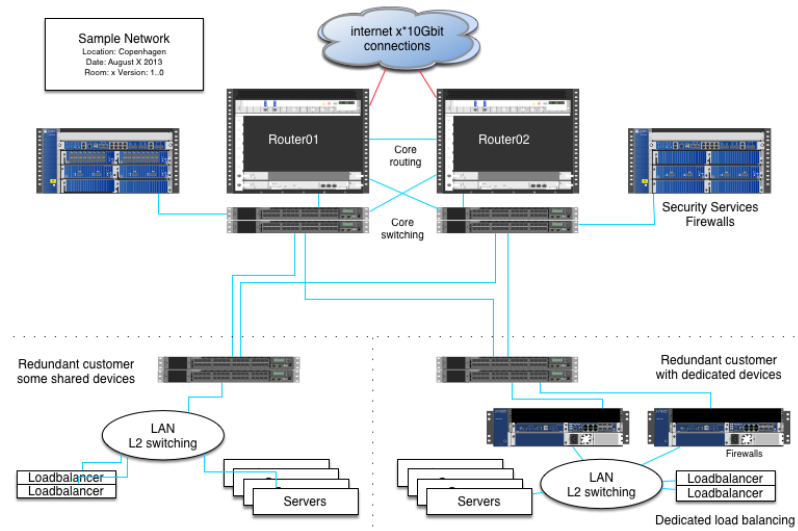 Sample Network
Location: Copenhagen
Date: August X 2013
Room: x Version: 1..0
internet x*10Gbit
connections
Router01
Router02
Core
routing
Core
switching
Security Services
Firewalls
Redundant customer
some shared devices
Redundant customer
with dedicated devices
LAN
L2 switching
Loadbalancer
Loadbalancer
Servers
Firewalls
LAN
L2 switching
Servers
Loadbalancer
Loadbalancer
Dedicated load balancing